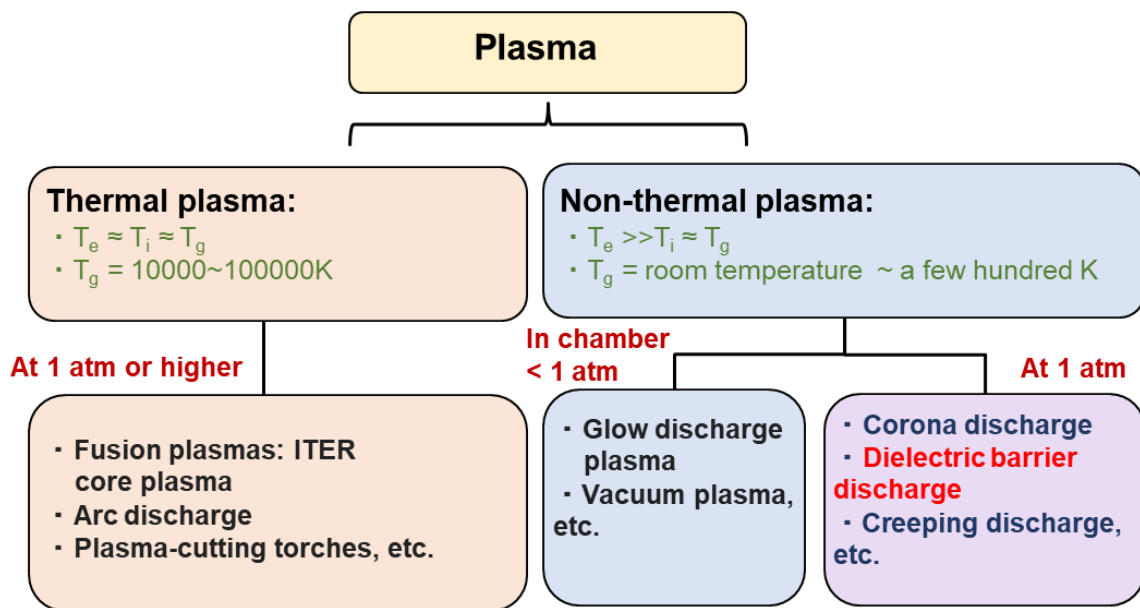 Plasma
Thermal plasma:
· Te ≈ Ti ≈ Tg
· Tg = 10000~100000K
Non-thermal plasma:
· Te >>Ti ≈ Tg
· Tg = room temperature ~ a few hundred K
At 1 atm or higher
In chamber
< 1 atm
At 1 atm
· Fusion plasmas: ITER
core plasma
· Arc discharge
· Plasma-cutting torches, etc.
· Glow discharge
plasma
· Vacuum plasma,
etc.
· Corona discharge
· Dielectric barrier
discharge
· Creeping discharge,
etc.